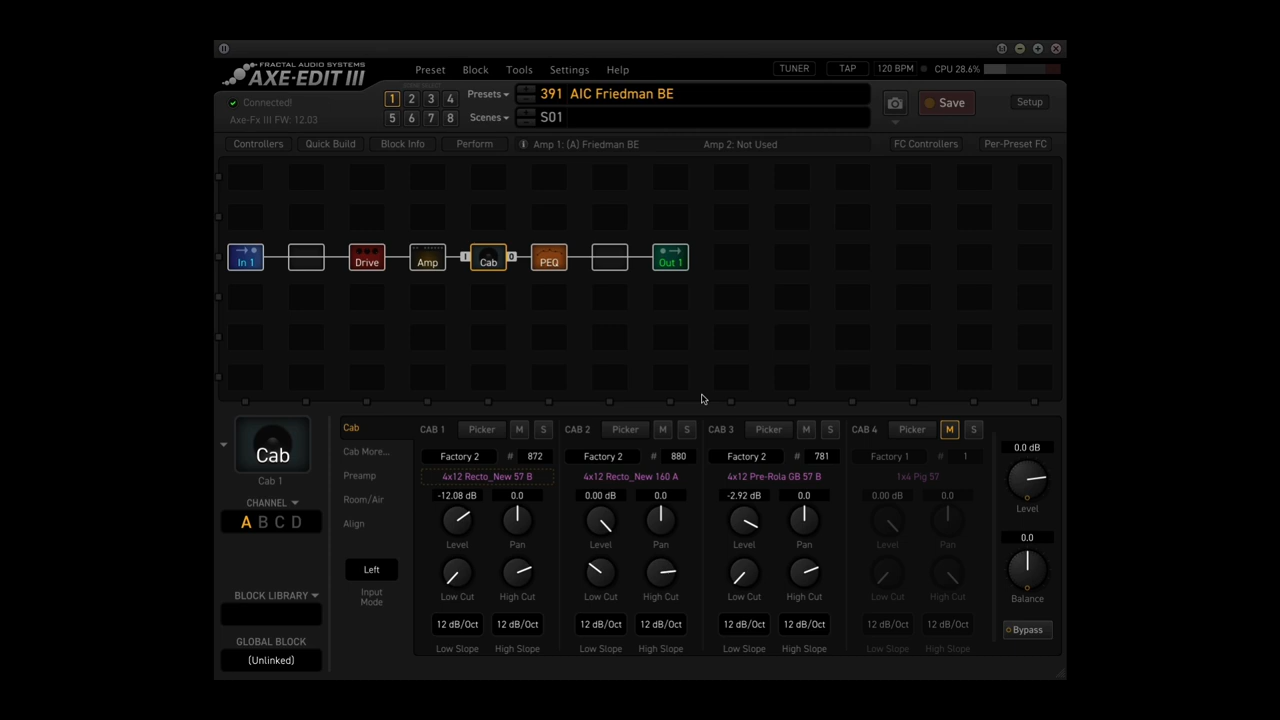 FRACTAL AUDIO SYSTEMS
AXE-EDIT III
Preset Block Tools Settings Help
TUNER TAP 120 BPM CPU 28.6%
Connected!
Axe-Fx III FW: 12.03
1 2 3 4
5 6 7 8
Presets 391 AIC Friedman BE
Scenes S01
Save Setup
Controllers Quick Build Block Info Perform Amp 1: (A) Friedman BE Amp 2: Not Used FC Controllers Per-Preset FC
In 1 Drive Amp I Cab O PEQ Out 1
Cab
Cab 1
CHANNEL
A B C D
BLOCK LIBRARY
GLOBAL BLOCK
(Unlinked)
Cab
Cab More...
Preamp
Room/Air
Align
Left
Input
Mode
CAB 1 Picker M S CAB 2 Picker M S CAB 3 Picker M S CAB 4 Picker M S
Factory 2 # 872 Factory 2 # 880 Factory 2 # 781 Factory 1 # 1
4x12 Recto_New 57 B 4x12 Recto_New 160 A 4x12 Pre-Rola GB 57 B 1x4 Pig 57
-12.08 dB 0.0 0.00 dB 0.0 -2.92 dB 0.0 0.00 dB 0.0
Level Pan Level Pan Level Pan Level Pan
Low Cut High Cut Low Cut High Cut Low Cut High Cut Low Cut High Cut
12 dB/Oct 12 dB/Oct 12 dB/Oct 12 dB/Oct 12 dB/Oct 12 dB/Oct 12 dB/Oct 12 dB/Oct
Low Slope High Slope Low Slope High Slope Low Slope High Slope Low Slope High Slope
0.0 dB
Level
0.0
Balance
Bypass